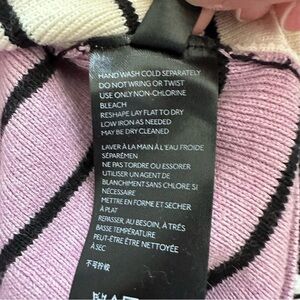 HAND WASH COLD SEPARATELY
DO NOT WRING OR TWIST
USE ONLY NON-CHLORINE
BLEACH
RESHAPE LAY FLAT TO DRY
LOW IRON AS NEEDED
MAY BE DRY CLEANED
LAVER À LA MAIN À L'EAU FROIDE
SÉPARÉMEN
NE PAS TORDRE OU ESSORER
UTILISER UN AGENT DE
BLANCHIMENT SANS CHLORE SI
NÉCESSAIRE
METTRE EN FORME ET SÉCHER
À PLAT
REPASSER, AU BESOIN, À TRÈS
BASSE TEMPÉRATURE
PEUT-ÊTRE ÊTRE NETTOYÉE
À SEC
不可拧绞